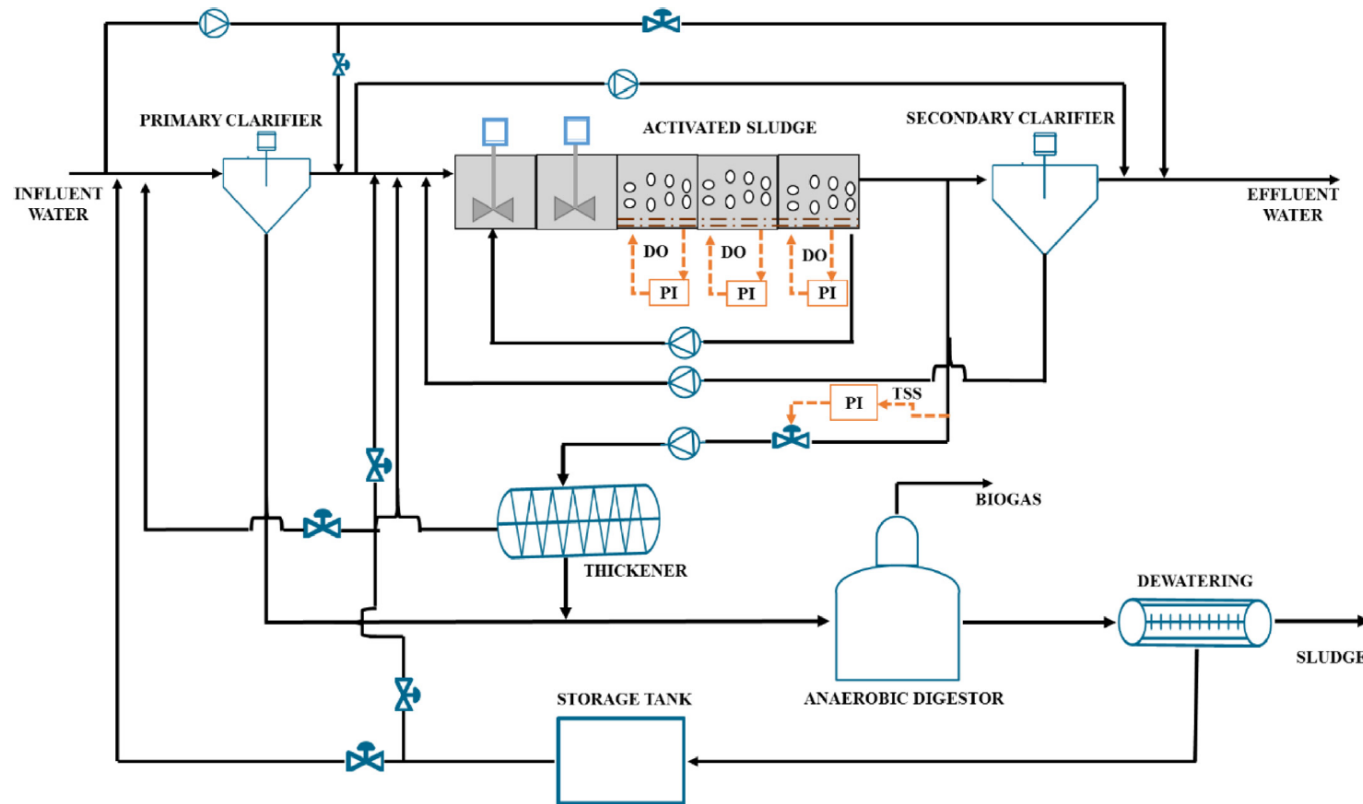 PRIMARY CLARIFIER
ACTIVATED SLUDGE
SECONDARY CLARIFIER
INFLUENT
WATER
EFFLUENT
WATER
DO
DO
DO
PI
PI
PI
TSS
PI
BIOGAS
THICKENER
DEWATERING
SLUDGE
STORAGE TANK
ANAEROBIC DIGESTOR